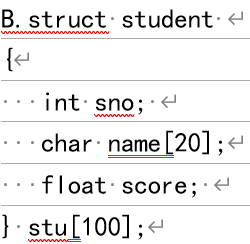 B. struct student
{
int sno;
char name[20];
float score;
} stu[100];